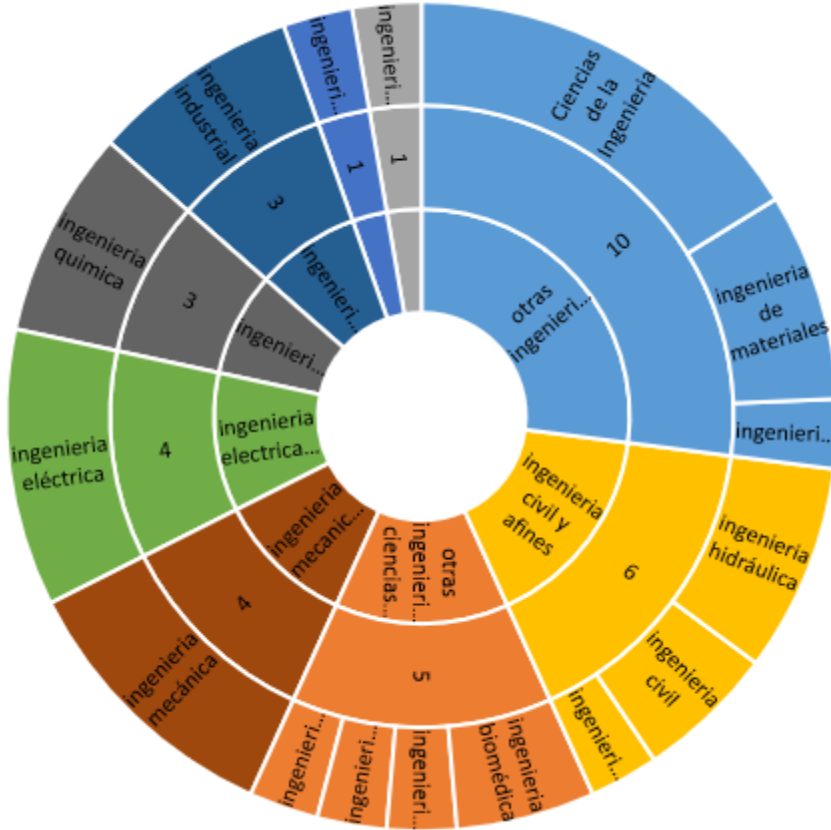 Ciencias
de la
Ingenieria
ingenieria
de
materiales
ingenieri...
10
otras
ingenieri...
ingenieria
hidráulica
ingenieria
civil
ingenieri...
6
ingenieria
civil y
afines
ingenieria
biomédica
ingenieri...
ingenieri...
ingenieri...
5
otras
ingenieri...
ciencias...
ingenieria
mecánica
4
ingenieria
mecanic...
ingenieria
eléctrica
4
ingenieria
electrica...
ingenieria
quimica
3
ingenieri...
ingenieria
industrial
3
ingenieri...
ingenieri...
1
ingenieri...
1